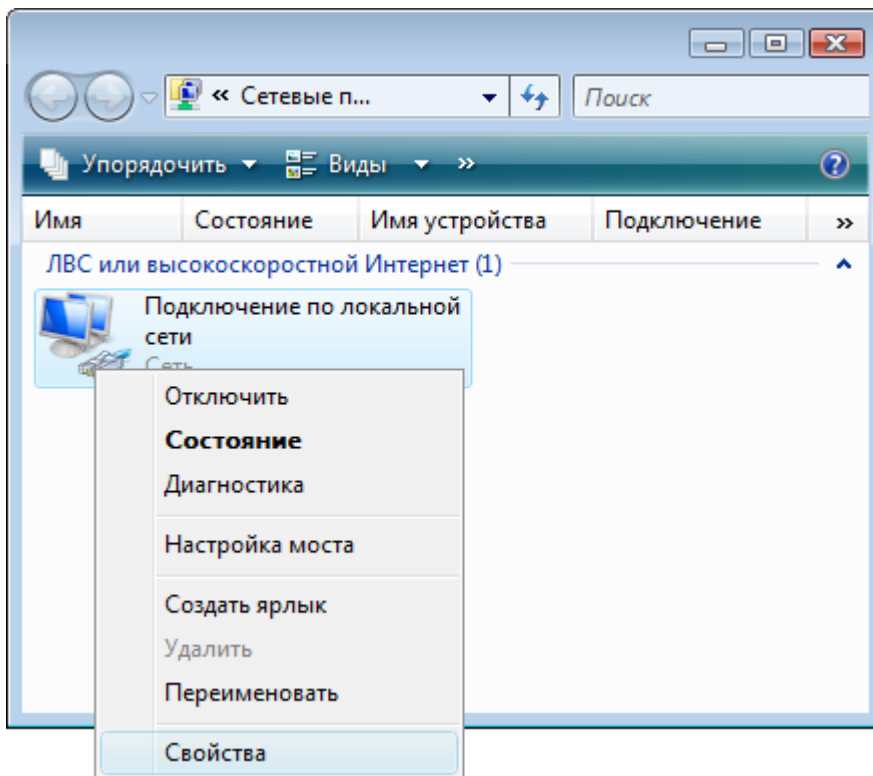 « Сетевые п...
Поиск
Упорядочить Виды »
Имя Состояние Имя устройства Подключение »
ЛВС или высокоскоростной Интернет (1)
Подключение по локальной
сети
Сеть
Отключить
Состояние
Диагностика
Настройка моста
Создать ярлык
Удалить
Переименовать
Свойства